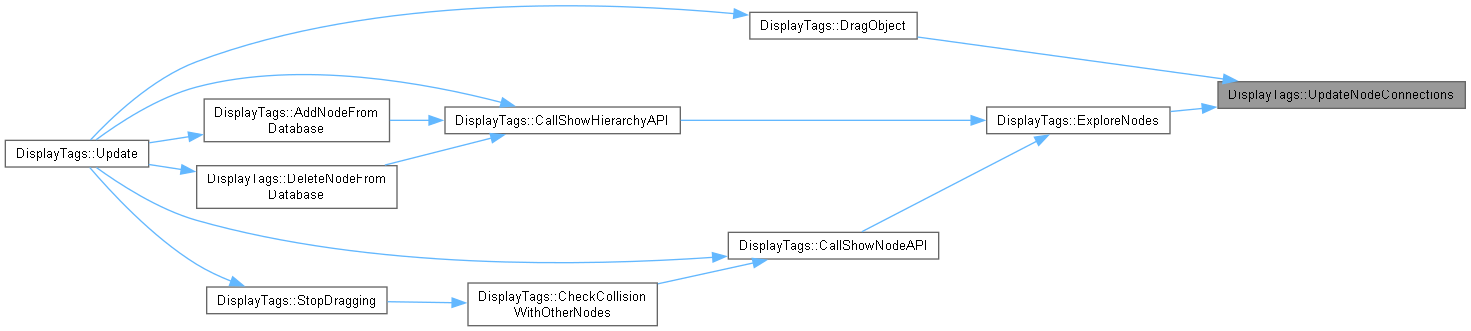 DisplayTags::DragObject
DisplayTags::UpdateNodeConnections
DisplayTags::AddNodeFrom
Database
DisplayTags::CallShowHierarchyAPI
DisplayTags::ExploreNodes
DisplayTags::Update
DisplayTags::DeleteNodeFrom
Database
DisplayTags::CallShowNodeAPI
DisplayTags::StopDragging
DisplayTags::CheckCollision
WithOtherNodes